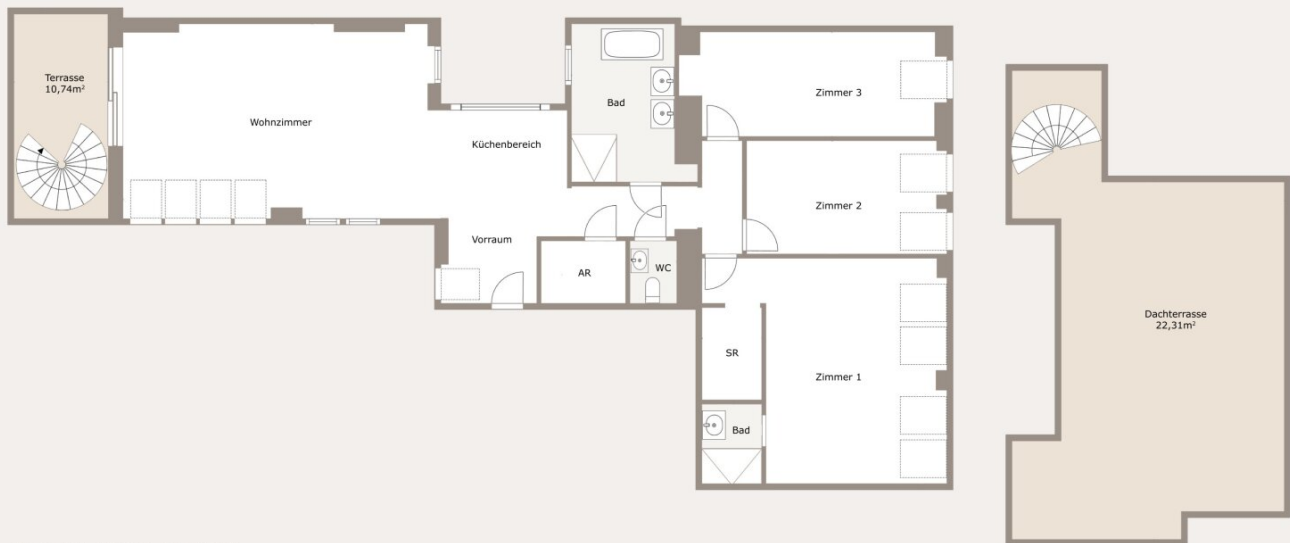 Terrasse
10,74m²
Wohnzimmer
Küchenbereich
Vorraum
Bad
AR
WC
Zimmer 3
Zimmer 2
Zimmer 1
SR
Bad
Dachterrasse
22,31m²